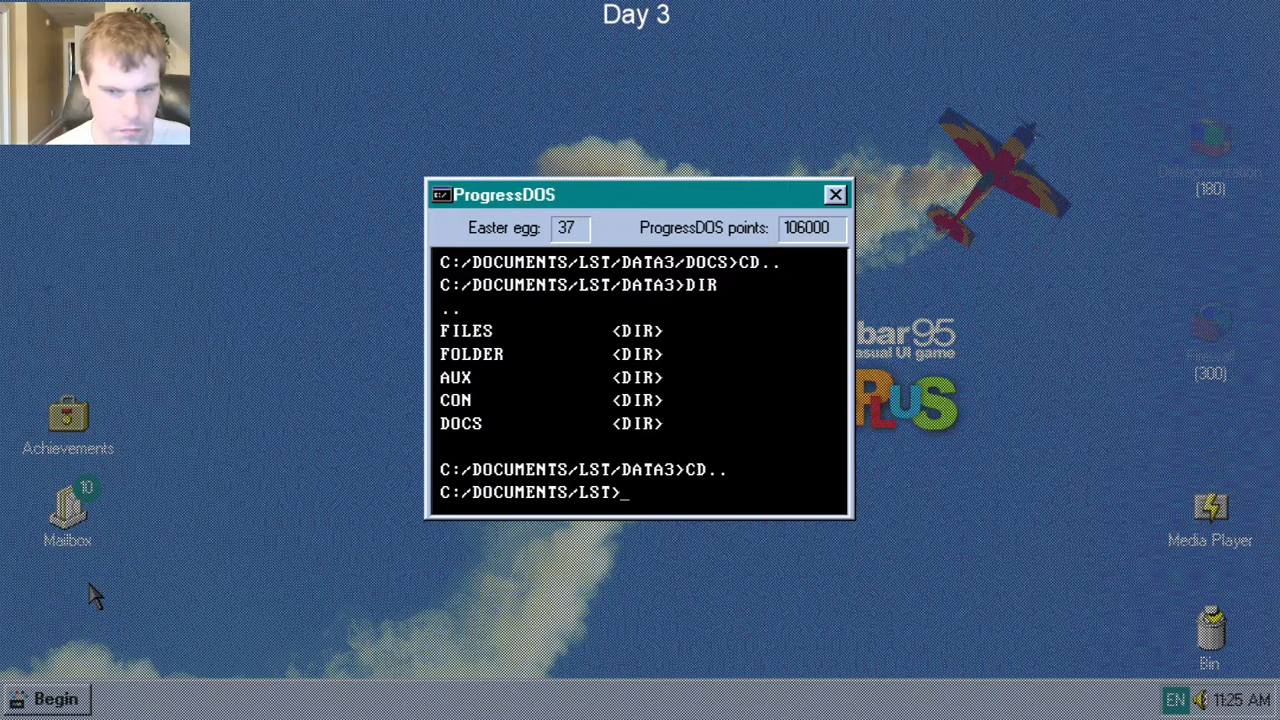 Day 3
ProgressDOS
Easter egg: 37 ProgressDOS points: 106000
C:/DOCUMENTS/LST/DATA3/DOCS>CD..
C:/DOCUMENTS/LST/DATA3>DIR
..
FILES <DIR>
FOLDER <DIR>
AUX <DIR>
CON <DIR>
DOCS <DIR>
C:/DOCUMENTS/LST/DATA3>CD..
C:/DOCUMENTS/LST>_
(180)
bar95
asual UI game
PLUS
(300)
Achievements
10
Mailbox
Media Player
Bin
Begin
EN 11:25 AM